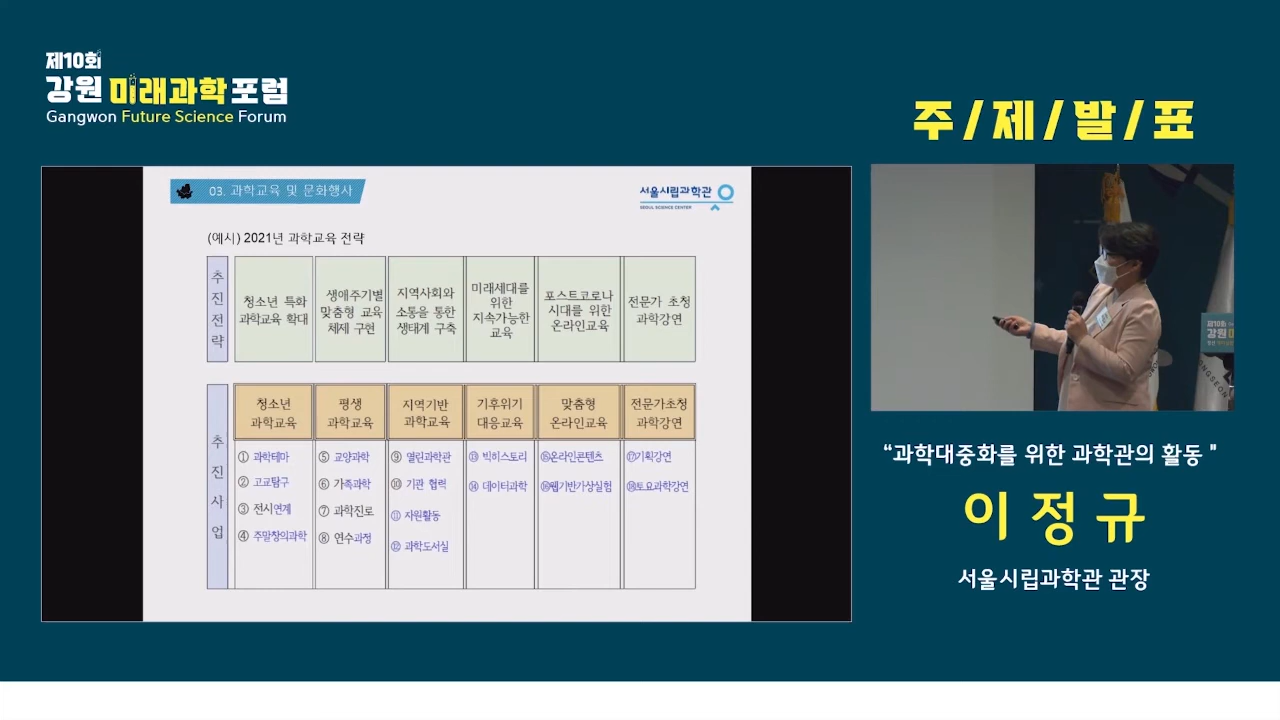 제10회
강원 미래과학 포럼
Gangwon Future Science Forum
주/제/발/표
03. 과학교육 및 문화행사
서울시립과학관
SEOUL SCIENCE CENTER
(예시) 2021년 과학교육 전략
추진전략
청소년 특화
과학교육 확대
생애주기별
맞춤형 교육
체제 구현
지역사회와
소통을 통한
생태계 구축
미래세대를
위한
지속가능한
교육
포스트코로나
시대를 위한
온라인교육
전문가 초청
과학강연
추진사업
청소년
과학교육
평생
과학교육
지역기반
과학교육
기후위기
대응교육
맞춤형
온라인교육
전문가초청
과학강연
① 과학테마
② 고교탐구
③ 전시연계
④ 주말창의과학
⑤ 교양과학
⑥ 가족과학
⑦ 과학진로
⑧ 연수과정
⑨ 열린과학관
⑩ 기관 협력
⑪ 자원활동
⑫ 과학도서실
⑬ 빅히스토리
⑭ 데이터과학
⑮온라인콘텐츠
⑯웹기반가상실험
⑰기획강연
⑱토요과학강연
제10회
강원미
“과학대중화를 위한 과학관의 활동 "
이 정 규
서울시립과학관 관장